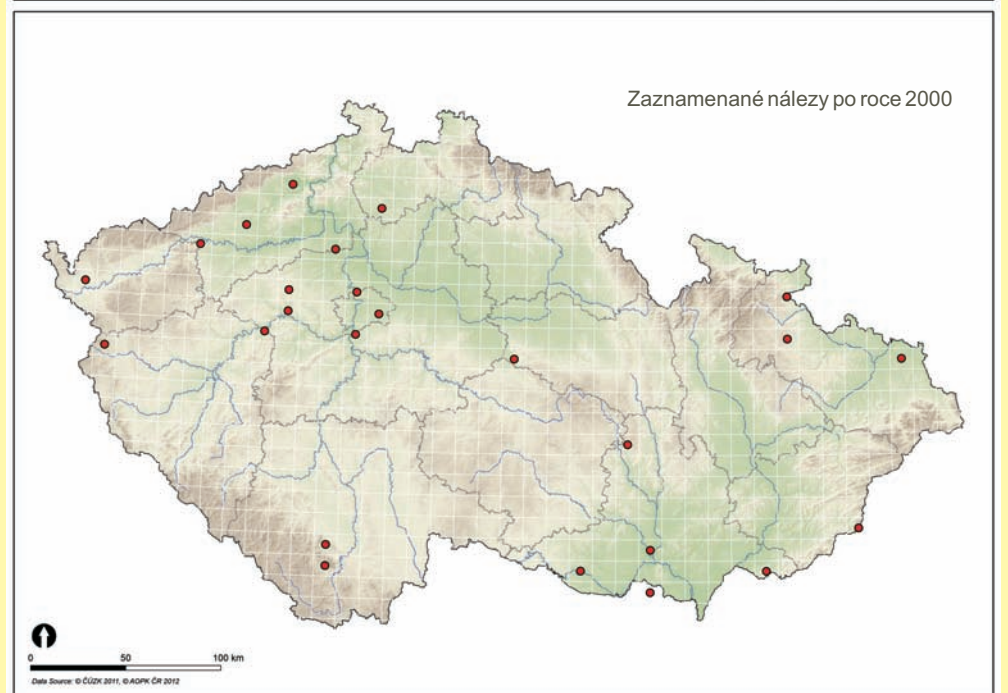 Zaznamenané nálezy po roce 2000
0 50 100 km
Data Source: © ČÚZK 2011, © AOPK ČR 2012